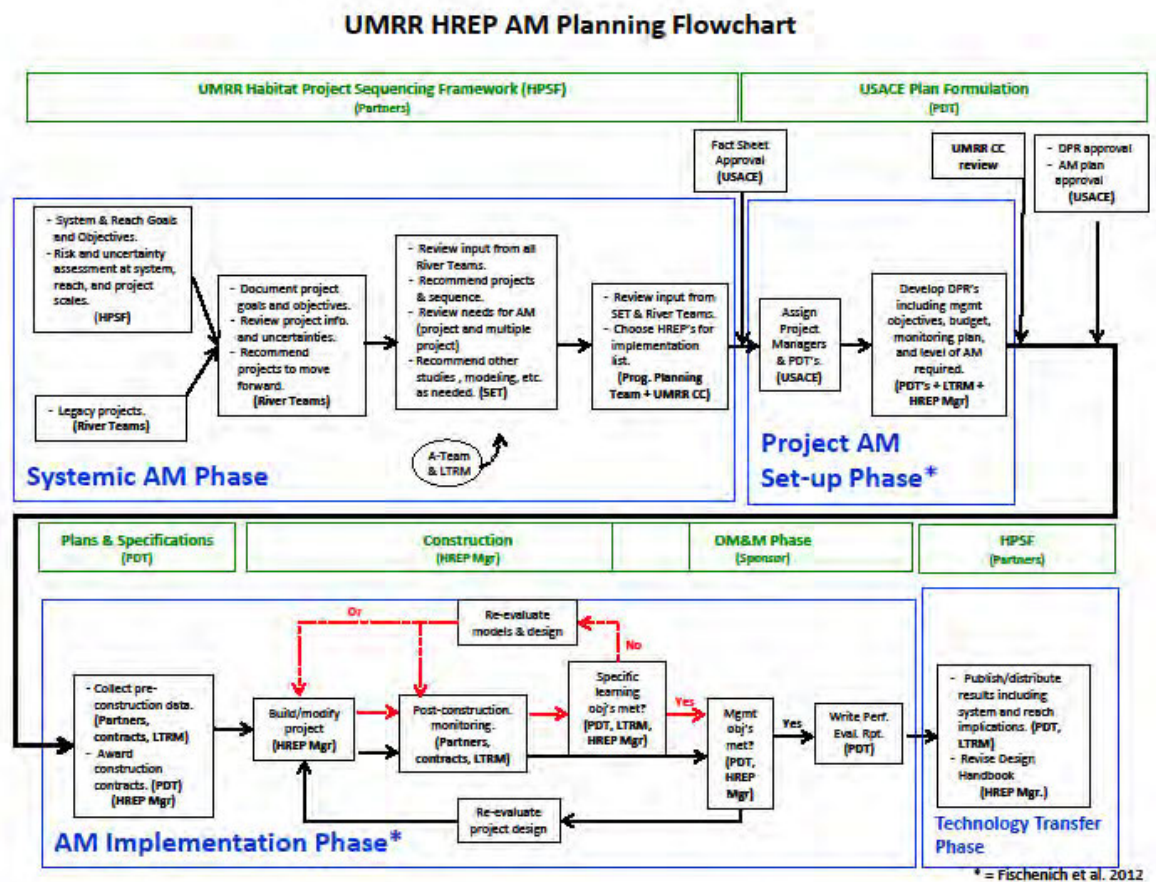 UMRR HREP AM Planning Flowchart
UMRR Habitat Project Sequencing Framework (HPSF)
(Partners)
USACE Plan Formulation
(PDT)
Fact Sheet
Approval
(USACE)
UMRR CC
review
- DPR approval
- AM plan
approval
(USACE)
- System & Reach Goals
and Objectives.
- Risk and uncertainty
assessment at system,
reach, and project
scales.
(HPSF)
- Legacy projects.
(River Teams)
- Document project
goals and objectives.
- Review project info.
and uncertainties.
- Recommend
projects to move
forward.
(River Teams)
- Review input from all
River Teams.
- Recommend projects
& sequence.
- Review needs for AM
(project and multiple
project)
- Recommend other
studies , modeling, etc.
as needed. (SET)
A-Team
& LTRM
- Review input from
SET & River Teams.
- Choose HREP's for
implementation
list.
(Prog. Planning
Team + UMRR CC)
Systemic AM Phase
Assign
Project
Managers
& PDT's.
(USACE)
Develop DPR's
including mgmt
objectives, budget,
monitoring plan,
and level of AM
required.
(PDT's + LTRM +
HREP Mgr)
Project AM
Set-up Phase*
Plans & Specifications
(PDT)
Construction
(HREP Mgr)
OM&M Phase
(Sponsor)
HPSF
(Partners)
- Collect pre-
construction data.
(Partners,
contracts, LTRM)
- Award
construction
contracts. (PDT)
(HREP Mgr)
Or
Re-evaluate
models & design
No
Build/modify
project
(HREP Mgr)
Post-construction.
monitoring.
(Partners,
contracts, LTRM)
Specific
learning
obj's met?
(PDT, LTRM,
HREP Mgr)
Yes
Mgmt
obj's
met?
(PDT,
HREP
Mgr)
Yes
Write Perf.
Eval. Rpt.
(PDT)
Re-evaluate
project design
AM Implementation Phase*
- Publish/distribute
results including
system and reach
implications. (PDT,
LTRM)
- Revise Design
Handbook
(HREP Mgr.)
Technology Transfer
Phase
* = Fischenich et al. 2012